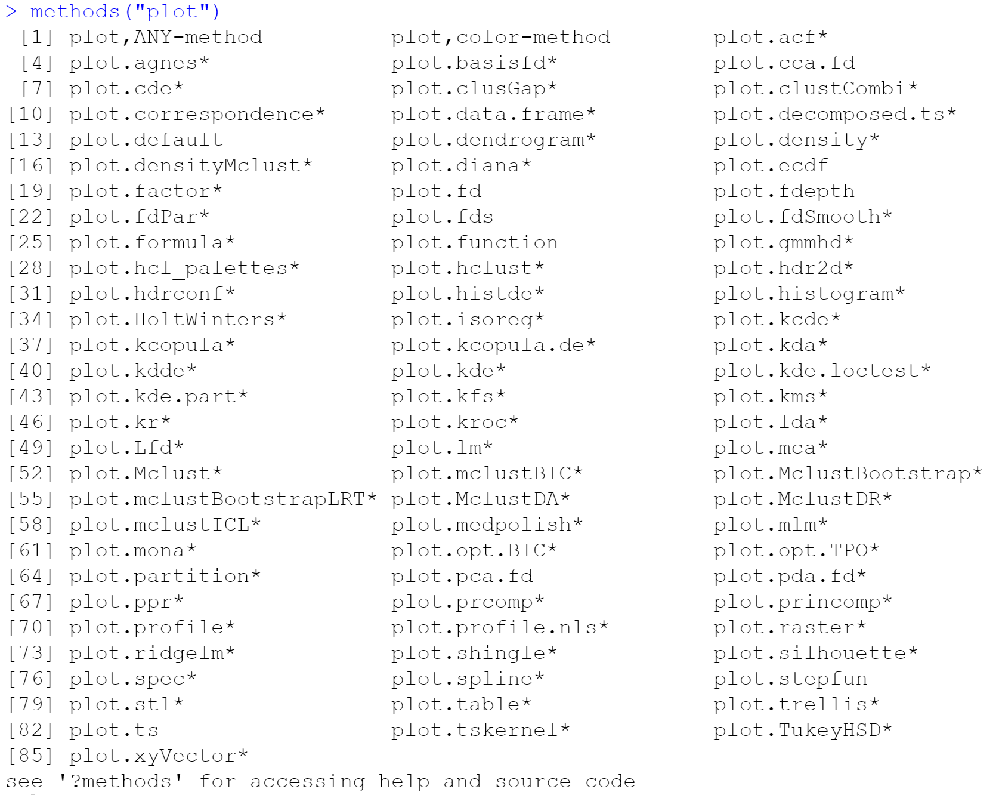 > methods("plot")
 [1] plot,ANY-method          plot,color-method        plot.acf*
 [4] plot.agnes*              plot.basisfd*            plot.cca.fd
 [7] plot.cde*                plot.clusGap*            plot.clustCombi*
[10] plot.correspondence*     plot.data.frame*         plot.decomposed.ts*
[13] plot.default             plot.dendrogram*         plot.density*
[16] plot.densityMclust*      plot.diana*              plot.ecdf
[19] plot.factor*             plot.fd                  plot.fdepth
[22] plot.fdPar*              plot.fds                 plot.fdSmooth*
[25] plot.formula*            plot.function            plot.gmmhd*
[28] plot.hcl_palettes*       plot.hclust*             plot.hdr2d*
[31] plot.hdrconf*            plot.histde*             plot.histogram*
[34] plot.HoltWinters*        plot.isoreg*             plot.kcde*
[37] plot.kcopula*            plot.kcopula.de*         plot.kda*
[40] plot.kdde*               plot.kde*                plot.kde.loctest*
[43] plot.kde.part*           plot.kfs*                plot.kms*
[46] plot.kr*                 plot.kroc*               plot.lda*
[49] plot.Lfd*                plot.lm*                 plot.mca*
[52] plot.Mclust*             plot.mclustBIC*          plot.MclustBootstrap*
[55] plot.mclustBootstrapLRT* plot.MclustDA*           plot.MclustDR*
[58] plot.mclustICL*          plot.medpolish*          plot.mlm*
[61] plot.mona*               plot.opt.BIC*            plot.opt.TPO*
[64] plot.partition*          plot.pca.fd              plot.pda.fd*
[67] plot.ppr*                plot.prcomp*             plot.princomp*
[70] plot.profile*            plot.profile.nls*        plot.raster*
[73] plot.ridgelm*            plot.shingle*            plot.silhouette*
[76] plot.spec*               plot.spline*             plot.stepfun
[79] plot.stl*                plot.table*              plot.trellis*
[82] plot.ts                  plot.tskernel*           plot.TukeyHSD*
[85] plot.xyVector*
see '?methods' for accessing help and source code